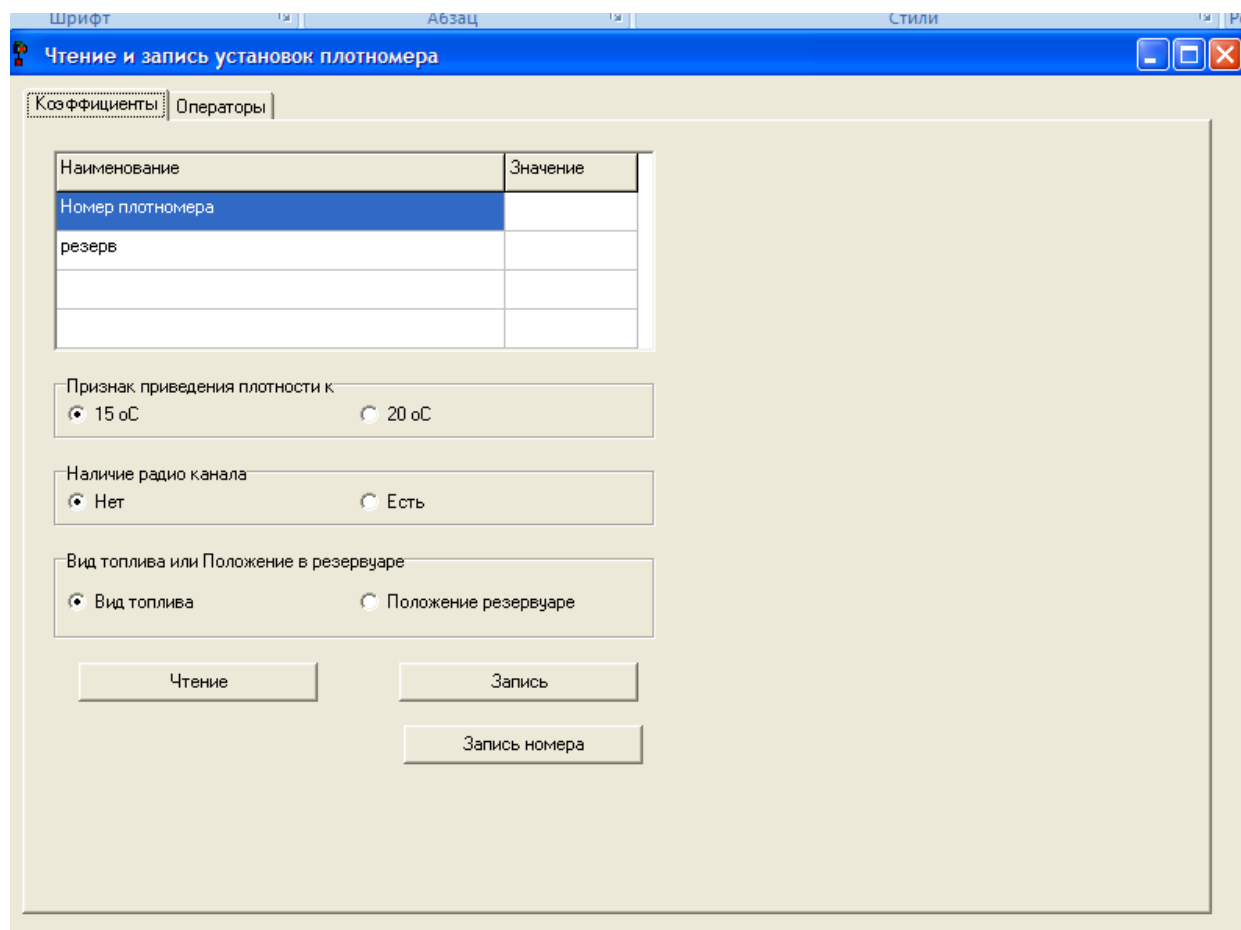 Шрифт Абзац Стили
Чтение и запись установок плотномера
Коэффициенты Операторы
Наименование Значение
Номер плотномера
резерв
Признак приведения плотности к
15 оС 20 оС
Наличие радио канала
Нет Есть
Вид топлива или Положение в резервуаре
Вид топлива Положение резервуаре
Чтение Запись
Запись номера